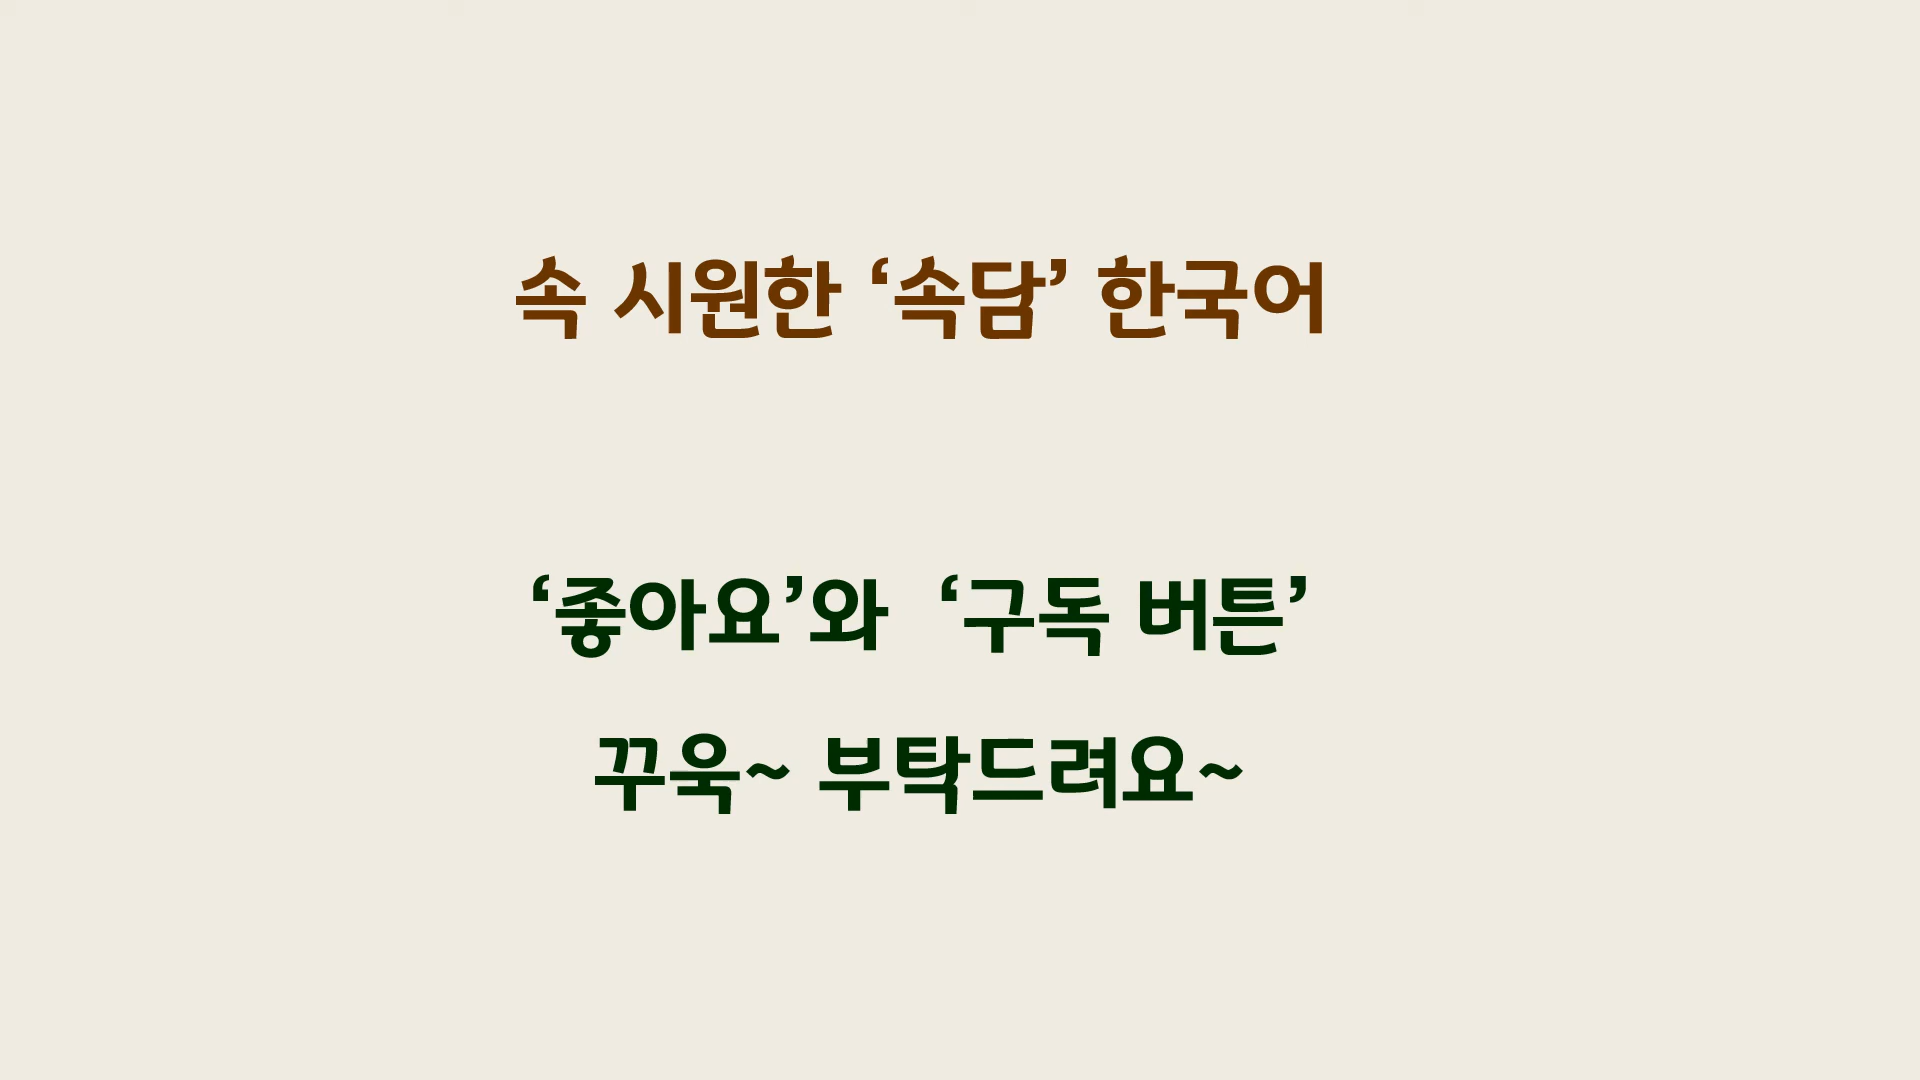 속 시원한 ‘속담’ 한국어
‘좋아요’와 ‘구독 버튼’
꾸욱~ 부탁드려요~